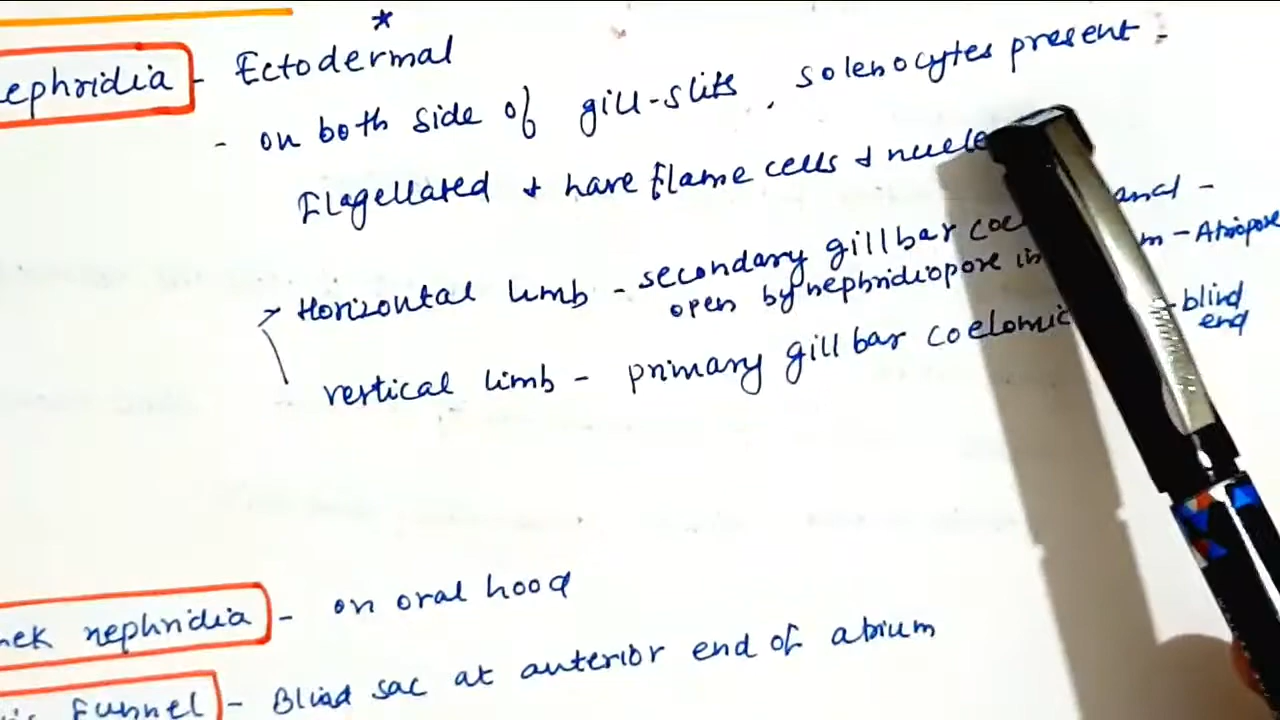 ephridia - Ectodermal *
- on both side of gill-slits, solenocytes present -
Flagellated + have flame cells + nucle
Horizontal limb - secondary gill bar coe anal -
open by nephridiopore in m - Atriopore
vertical limb - primary gill bar coelomic - blind end
hek nephridia - on oral hood
funnel - Blind sac at anterior end of atrium